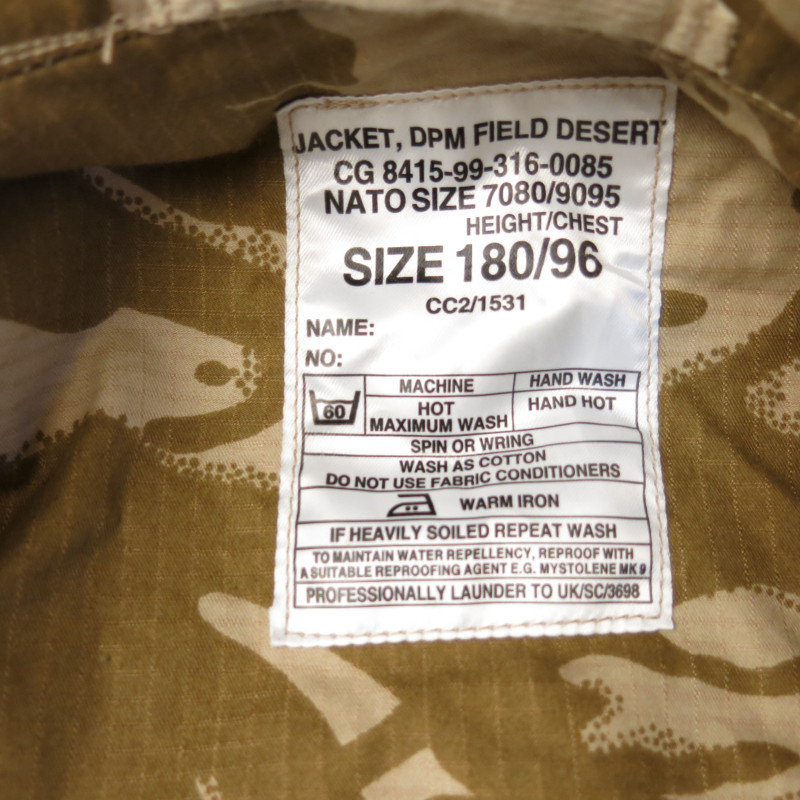 JACKET, DPM FIELD DESERT
CG 8415-99-316-0085
NATO SIZE 7080/9095
HEIGHT/CHEST
SIZE 180/96
CC2/1531
NAME:
NO:
60
MACHINE
HAND WASH
HOT
MAXIMUM WASH
HAND HOT
SPIN OR WRING
WASH AS COTTON
DO NOT USE FABRIC CONDITIONERS
WARM IRON
IF HEAVILY SOILED REPEAT WASH
TO MAINTAIN WATER REPELLENCY, REPROOF WITH
A SUITABLE REPROOFING AGENT E.G. MYSTOLENE MK 9
PROFESSIONALLY LAUNDER TO UK/SC/3698